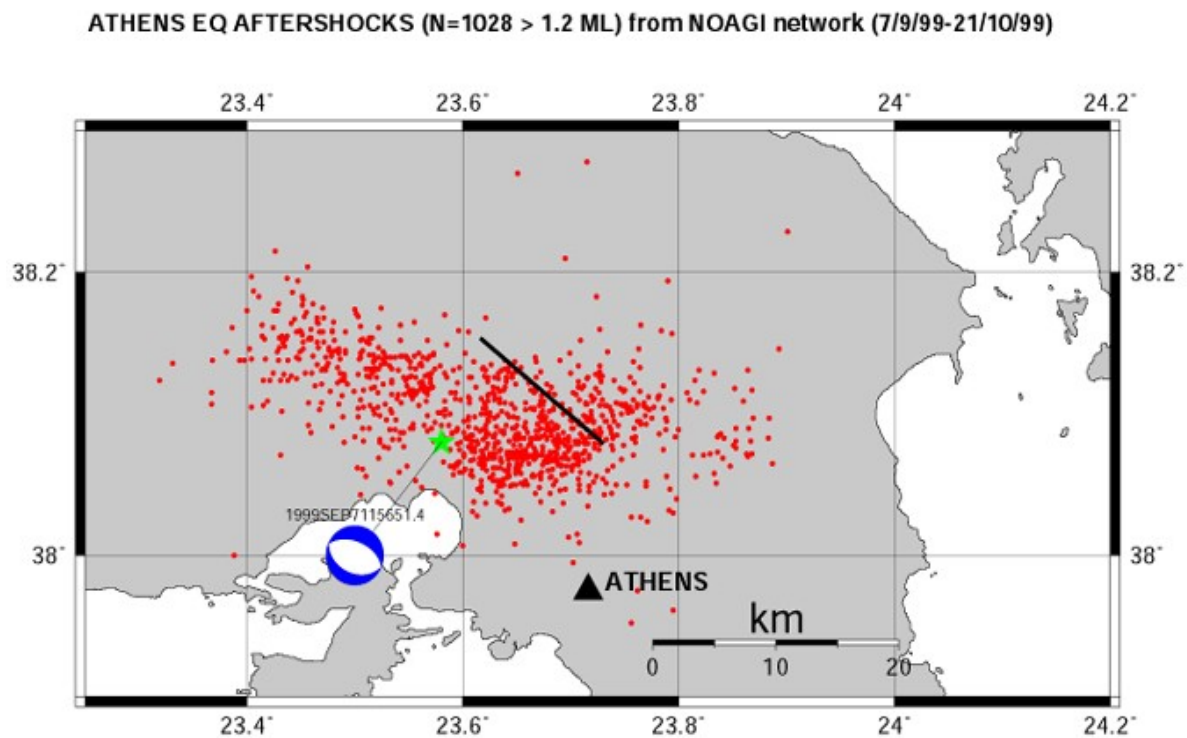 ATHENS EQ AFTERSHOCKS (N=1028 > 1.2 ML) from NOAGI network (7/9/99-21/10/99)
23.4˚ 23.6˚ 23.8˚ 24˚ 24.2˚
38.2˚ 38.2˚
1999SEP7115651.4
38˚ 38˚
ATHENS
km
0 10 20
23.4˚ 23.6˚ 23.8˚ 24˚ 24.2˚